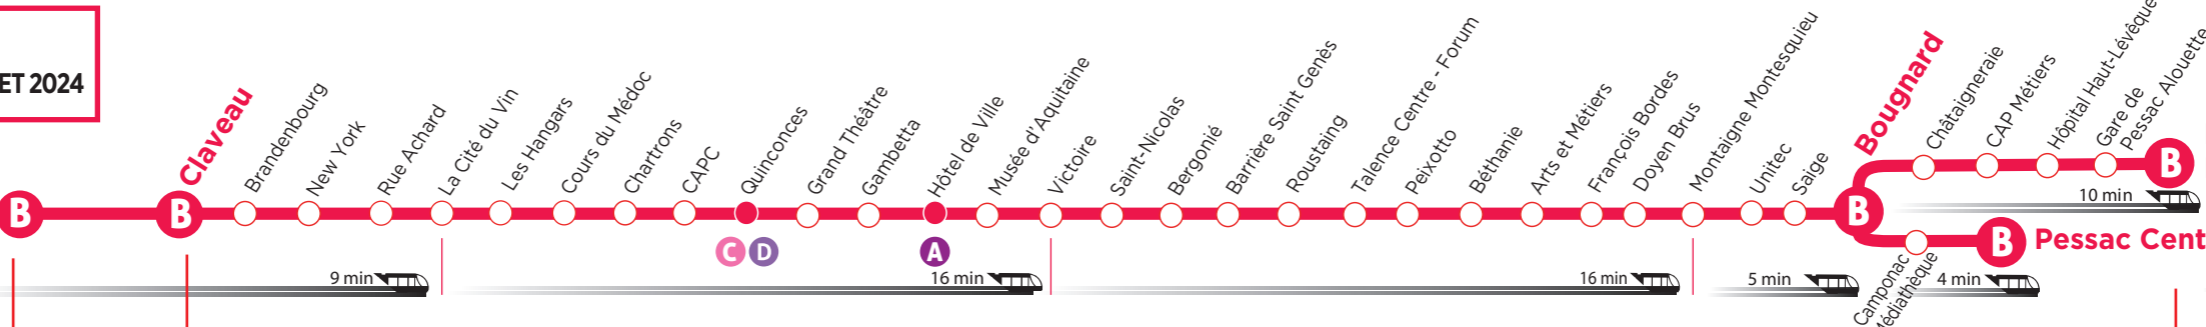 ET 2024
B
B
Claveau
Brandenbourg
New York
Rue Achard
La Cité du Vin
Les Hangars
Cours du Médoc
Chartrons
CAPC
Quinconces
C D
Grand Théâtre
Gambetta
Hôtel de Ville
A
Musée d'Aquitaine
Victoire
Saint-Nicolas
Bergonié
Barrière Saint Genès
Roustaing
Talence Centre - Forum
Peixotto
Béthanie
Arts et Métiers
François Bordes
Doyen Brus
Montaigne Montesquieu
Unitec
Saige
Bougnard
B
Châtaigneraie
CAP Métiers
Hôpital Haut-Lévêque
Gare de
Pessac Alouette
B
10 min
Camponac
Médiathèque
B
Pessac Cent
9 min
16 min
16 min
5 min
4 min